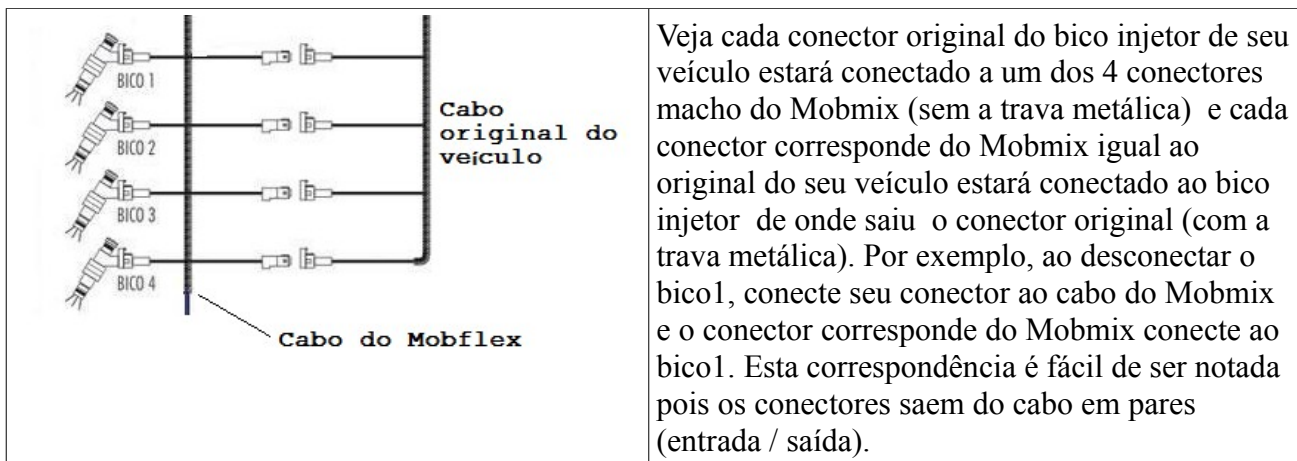 BICO 1
BICO 2
BICO 3
BICO 4
Cabo
original do
veículo
Cabo do Mobflex
Veja cada conector original do bico injetor de seu
veículo estará conectado a um dos 4 conectores
macho do Mobmix (sem a trava metálica) e cada
conector corresponde do Mobmix igual ao
original do seu veículo estará conectado ao bico
injetor de onde saiu o conector original (com a
trava metálica). Por exemplo, ao desconectar o
bico1, conecte seu conector ao cabo do Mobmix
e o conector corresponde do Mobmix conecte ao
bico1. Esta correspondência é fácil de ser notada
pois os conectores saem do cabo em pares
(entrada / saída).